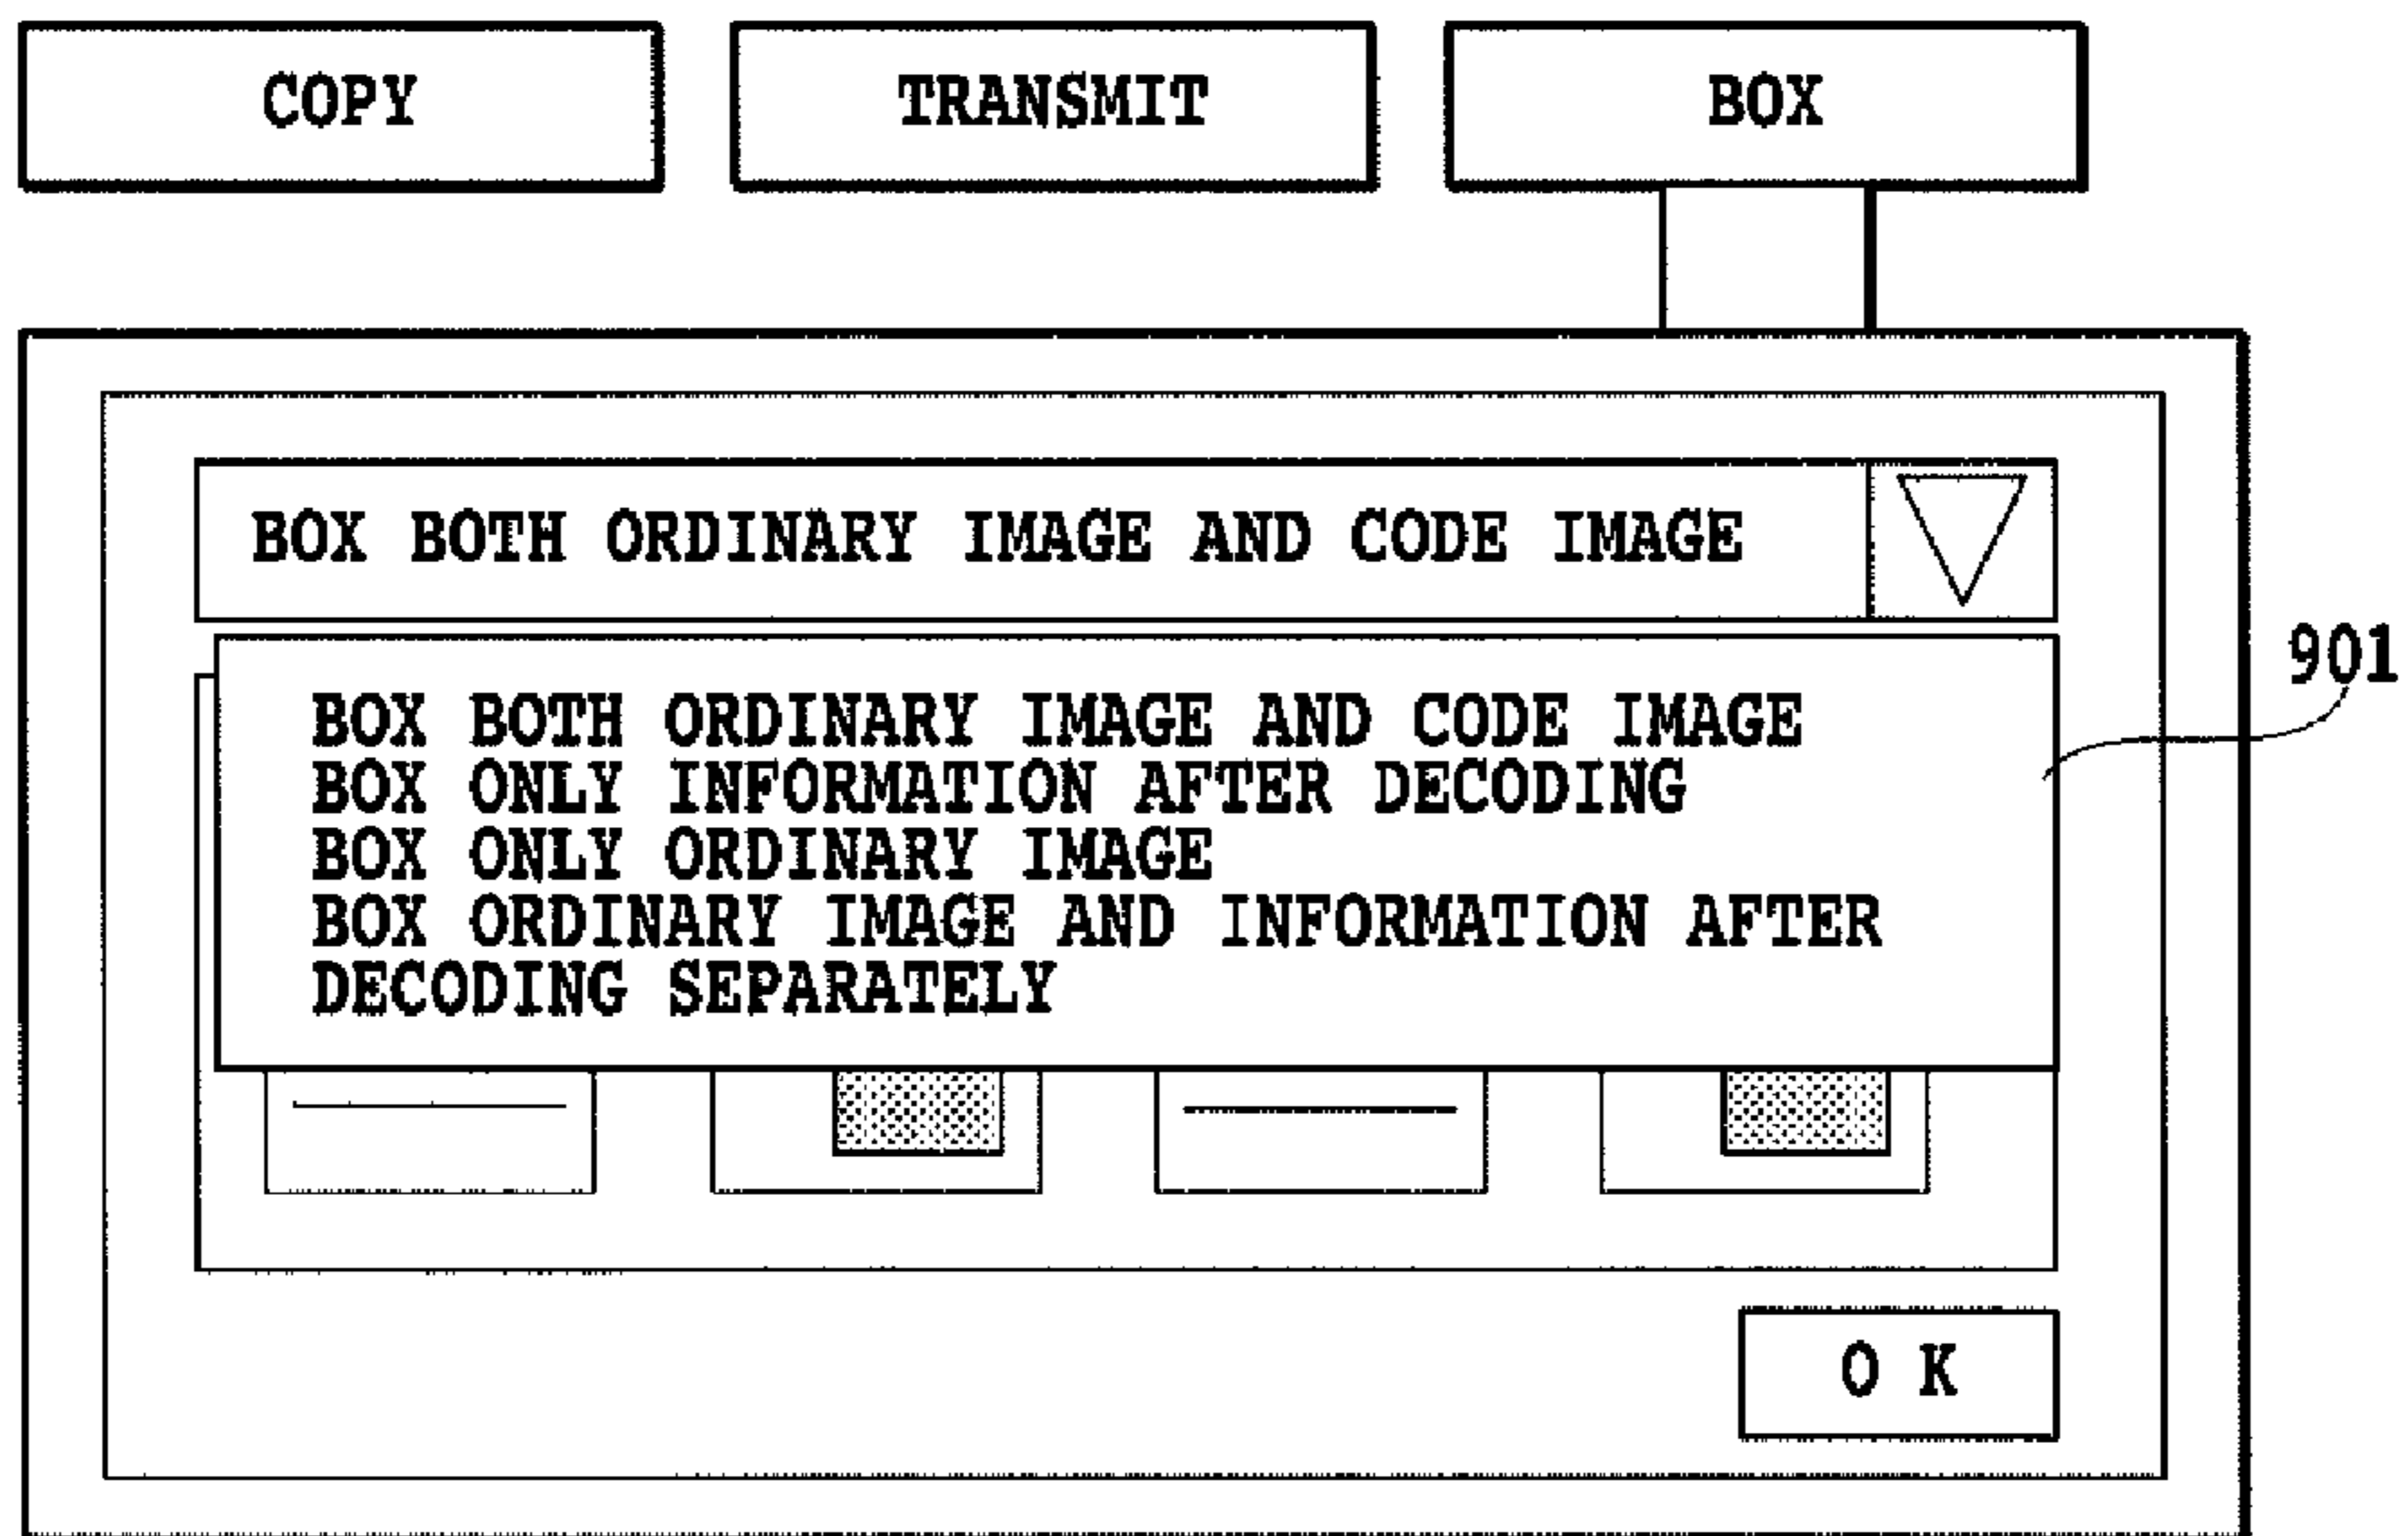 COPY TRANSMIT BOX
BOX BOTH ORDINARY IMAGE AND CODE IMAGE
901
BOX BOTH ORDINARY IMAGE AND CODE IMAGE
BOX ONLY INFORMATION AFTER DECODING
BOX ONLY ORDINARY IMAGE
BOX ORDINARY IMAGE AND INFORMATION AFTER
DECODING SEPARATELY
OK